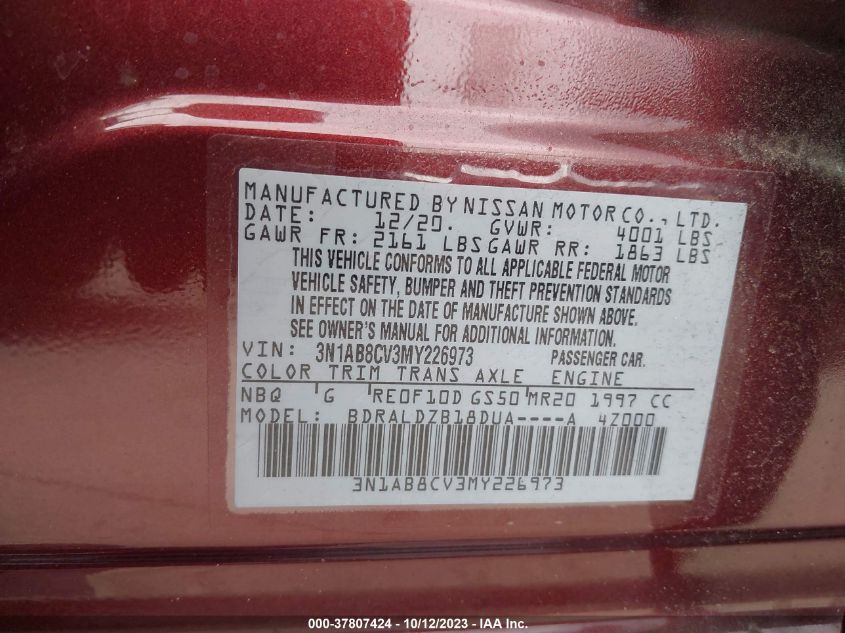 MANUFACTURED BY NISSAN MOTOR CO., LTD.
DATE: 12/20. GVWR: 4001 LBS
GAWR FR: 2161 LBS GAWR RR: 1863 LBS
THIS VEHICLE CONFORMS TO ALL APPLICABLE FEDERAL MOTOR
VEHICLE SAFETY, BUMPER AND THEFT PREVENTION STANDARDS
IN EFFECT ON THE DATE OF MANUFACTURE SHOWN ABOVE.
SEE OWNER'S MANUAL FOR ADDITIONAL INFORMATION.
VIN: 3N1AB8CV3MY226973 PASSENGER CAR.
COLOR TRIM TRANS AXLE ENGINE
NBQ G RE0F10D GS50 MR20 1997 CC
MODEL: BDRALDZB18DUA----A 4Z000
3N1AB8CV3MY226973
000-37807424 - 10/12/2023 - IAA Inc.